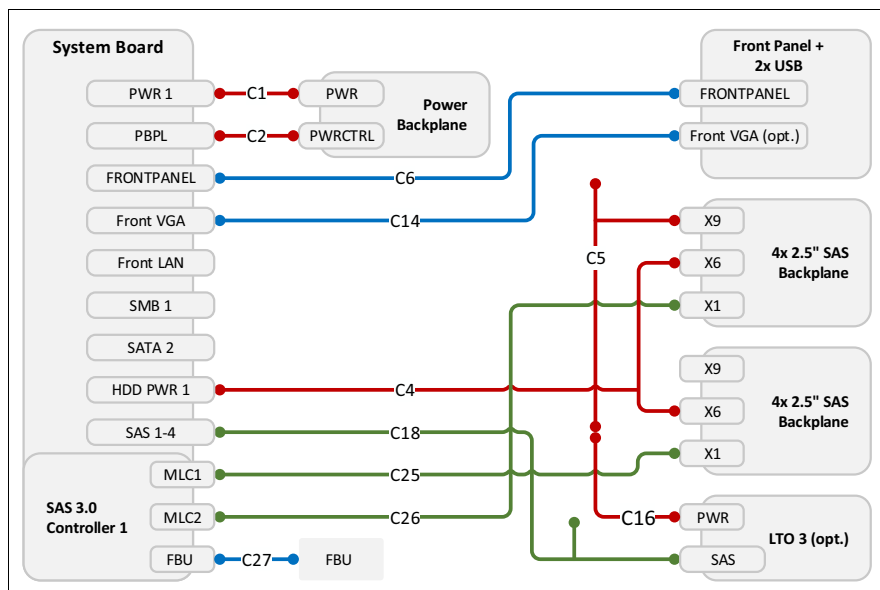 System Board
PWR 1
PBPL
FRONTPANEL
Front VGA
Front LAN
SMB 1
SATA 2
HDD PWR 1
SAS 1-4
SAS 3.0
Controller 1
MLC1
MLC2
FBU
C1
C2
PWR
PWRCTRL
Power
Backplane
C6
C14
C5
C4
C18
C25
C26
C16
C27
FBU
Front Panel +
2x USB
FRONTPANEL
Front VGA (opt.)
X9
X6
X1
4x 2.5" SAS
Backplane
X9
X6
X1
4x 2.5" SAS
Backplane
PWR
SAS
LTO 3 (opt.)